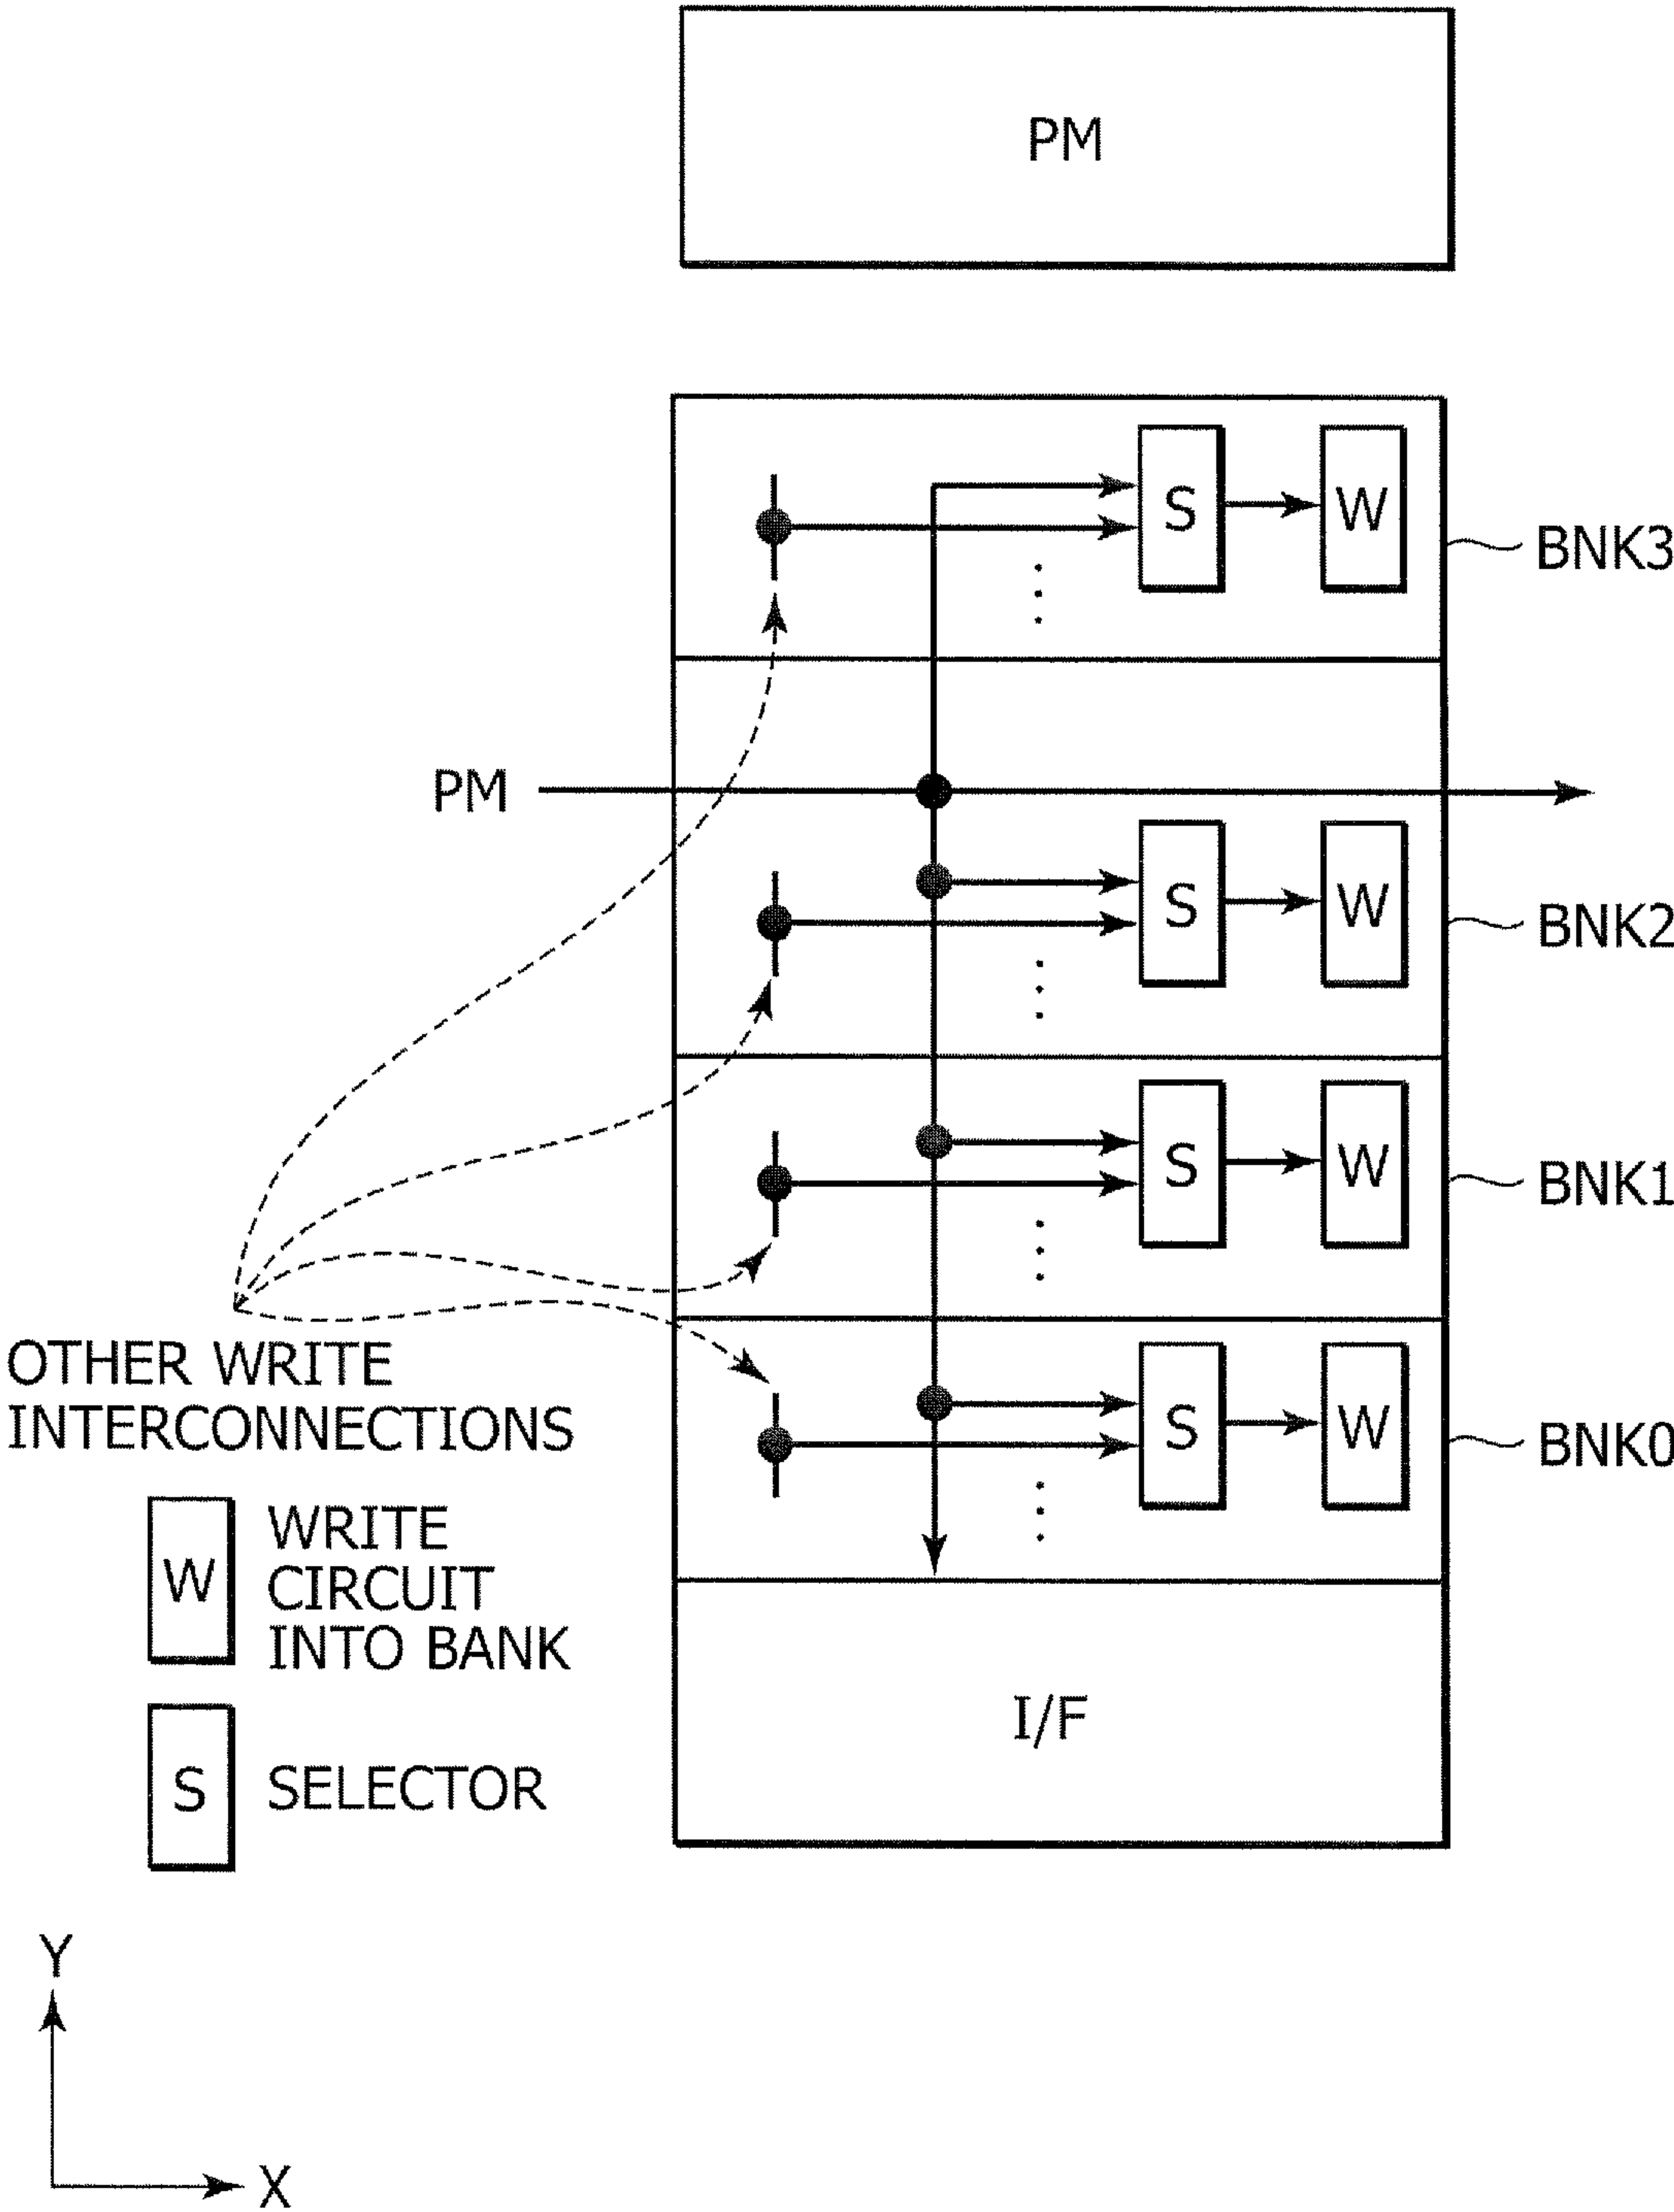 PM
S
W
BNK3
PM
S
W
BNK2
S
W
BNK1
OTHER WRITE
INTERCONNECTIONS
S
W
BNK0
W
WRITE
CIRCUIT
INTO BANK
I/F
S
SELECTOR
Y
X